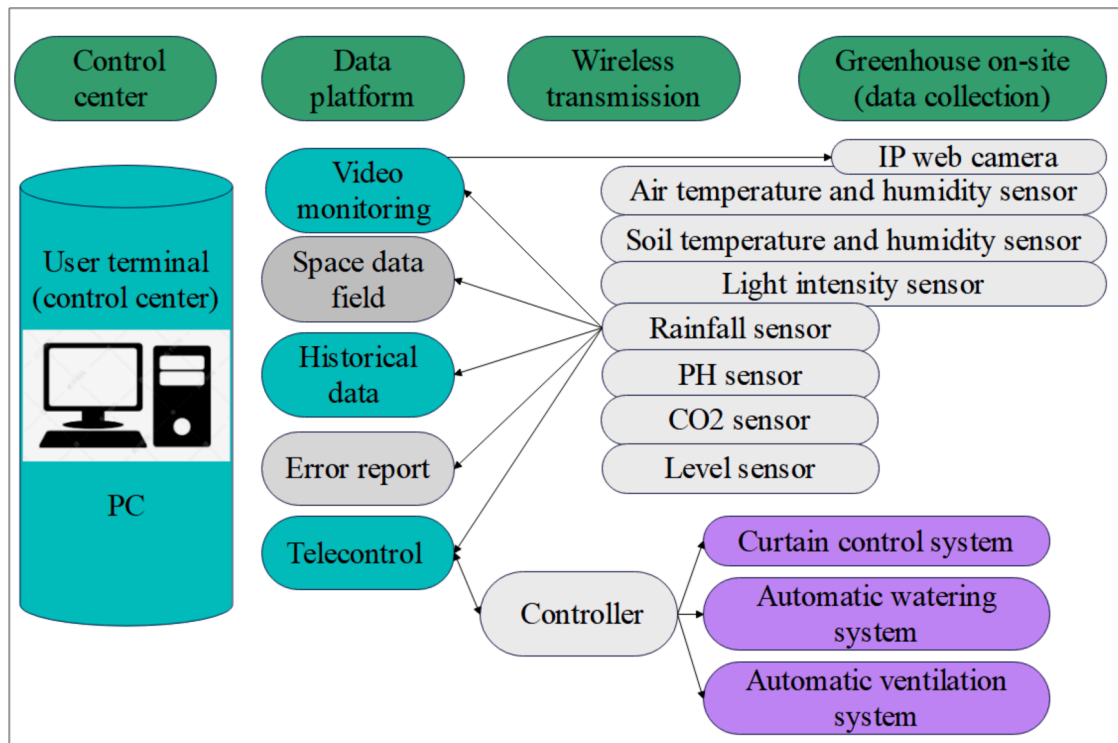 Control
center
Data
platform
Wireless
transmission
Greenhouse on-site
(data collection)
User terminal
(control center)
PC
Video
monitoring
Space data
field
Historical
data
Error report
Telecontrol
IP web camera
Air temperature and humidity sensor
Soil temperature and humidity sensor
Light intensity sensor
Rainfall sensor
PH sensor
CO2 sensor
Level sensor
Controller
Curtain control system
Automatic watering
system
Automatic ventilation
system